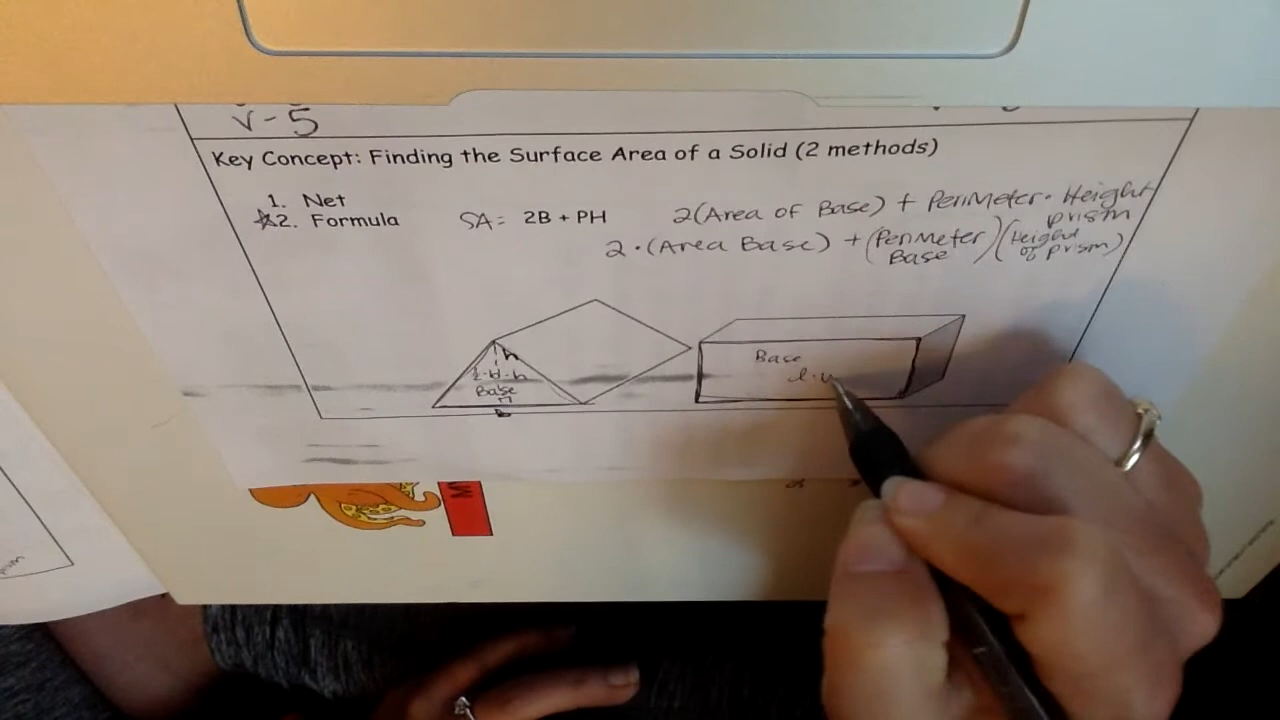 V-5
Key Concept: Finding the Surface Area of a Solid (2 methods)
1. Net
☆2. Formula SA= 2B + PH 2(Area of Base) + Perimeter · Height prism
2·(Area Base) + (Perimeter Base)(Height of prism)
h
½·b·h
Base
b
Base
l·w
MY